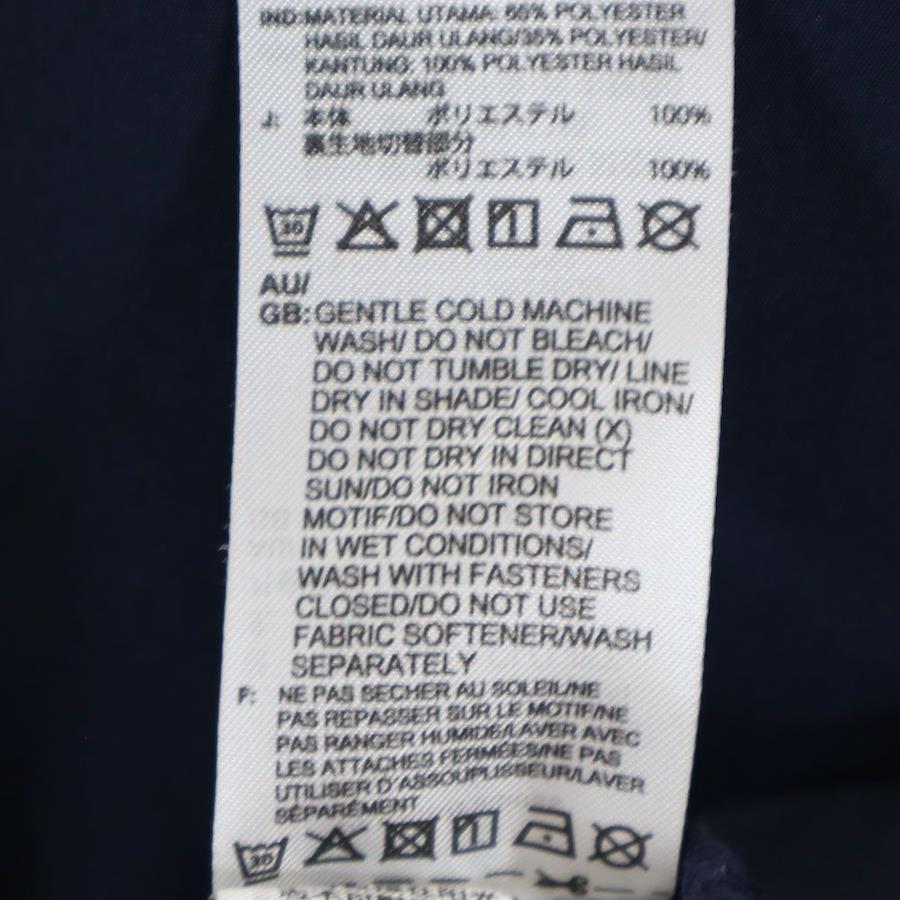 IND:MATERIAL UTAMA: 65% POLYESTER
HASIL DAUR ULANG/35% POLYESTER/
KANTUNG: 100% POLYESTER HASIL
DAUR ULANG
J: 本体 ポリエステル 100%
裏生地切替部分
ポリエステル 100%
30
AU/
GB:GENTLE COLD MACHINE
WASH/ DO NOT BLEACH/
DO NOT TUMBLE DRY/ LINE
DRY IN SHADE/ COOL IRON/
DO NOT DRY CLEAN (X)
DO NOT DRY IN DIRECT
SUN/DO NOT IRON
MOTIF/DO NOT STORE
IN WET CONDITIONS/
WASH WITH FASTENERS
CLOSED/DO NOT USE
FABRIC SOFTENER/WASH
SEPARATELY
F: NE PAS SECHER AU SOLEIL/NE
PAS REPASSER SUR LE MOTIF/NE
PAS RANGER HUMIDE/LAVER AVEC
LES ATTACHES FERMÉES/NE PAS
UTILISER D'ASSOUPLISSEUR/LAVER
SÉPARÉMENT
30